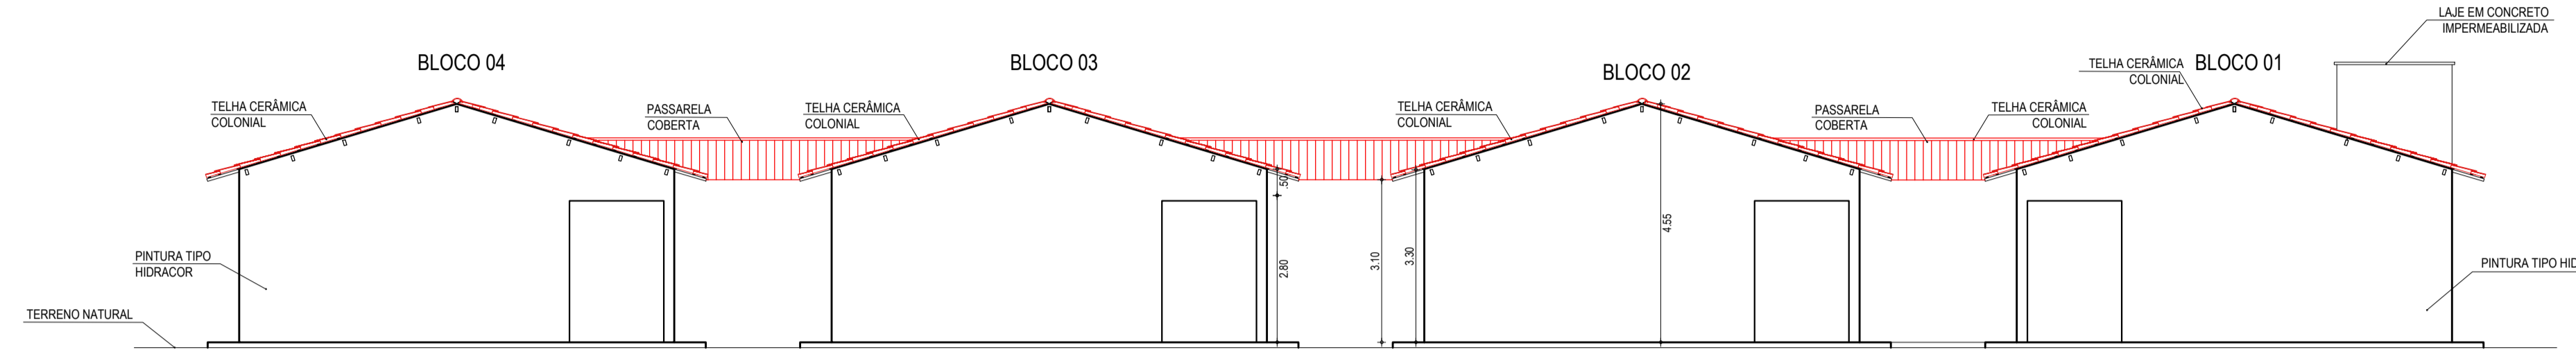 LAJE EM CONCRETO
IMPERMEABILIZADA
BLOCO 04
BLOCO 03
BLOCO 02
TELHA CERÂMICA
COLONIAL
BLOCO 01
TELHA CERÂMICA
COLONIAL
PASSARELA
COBERTA
TELHA CERÂMICA
COLONIAL
TELHA CERÂMICA
COLONIAL
PASSARELA
COBERTA
TELHA CERÂMICA
COLONIAL
.50
2.80
3.10
3.30
4.55
PINTURA TIPO
HIDRACOR
PINTURA TIPO HID
TERRENO NATURAL